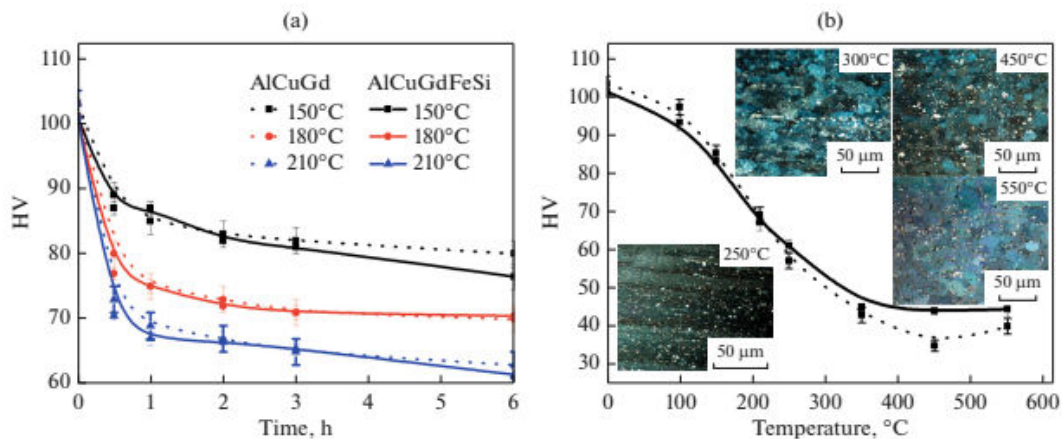 (a)
110
100
90
80
70
60
HV
0 1 2 3 4 5 6
Time, h
AlCuGd AlCuGdFeSi
150°C 150°C
180°C 180°C
210°C 210°C
(b)
110
100
90
80
70
60
50
40
30
HV
0 100 200 300 400 500 600
Temperature, °C
300°C
50 μm
450°C
50 μm
550°C
50 μm
250°C
50 μm